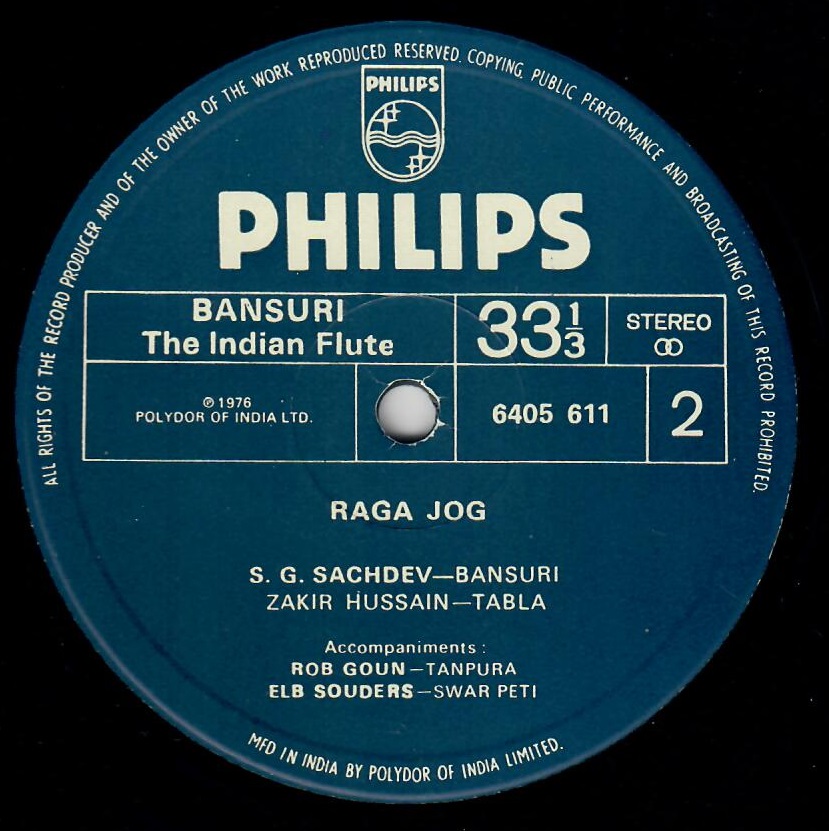 ALL RIGHTS OF THE RECORD PRODUCER AND OF THE OWNER OF THE WORK REPRODUCED RESERVED. COPYING, PUBLIC PERFORMANCE AND BROADCASTING OF THIS RECORD PROHIBITED.
PHILIPS
PHILIPS
BANSURI
The Indian Flute
33 1/3
STEREO
℗ 1976
POLYDOR OF INDIA LTD.
6405 611
2
RAGA JOG
S. G. SACHDEV—BANSURI
ZAKIR HUSSAIN—TABLA
Accompaniments :
ROB GOUN—TANPURA
ELB SOUDERS—SWAR PETI
MFD IN INDIA BY POLYDOR OF INDIA LIMITED.